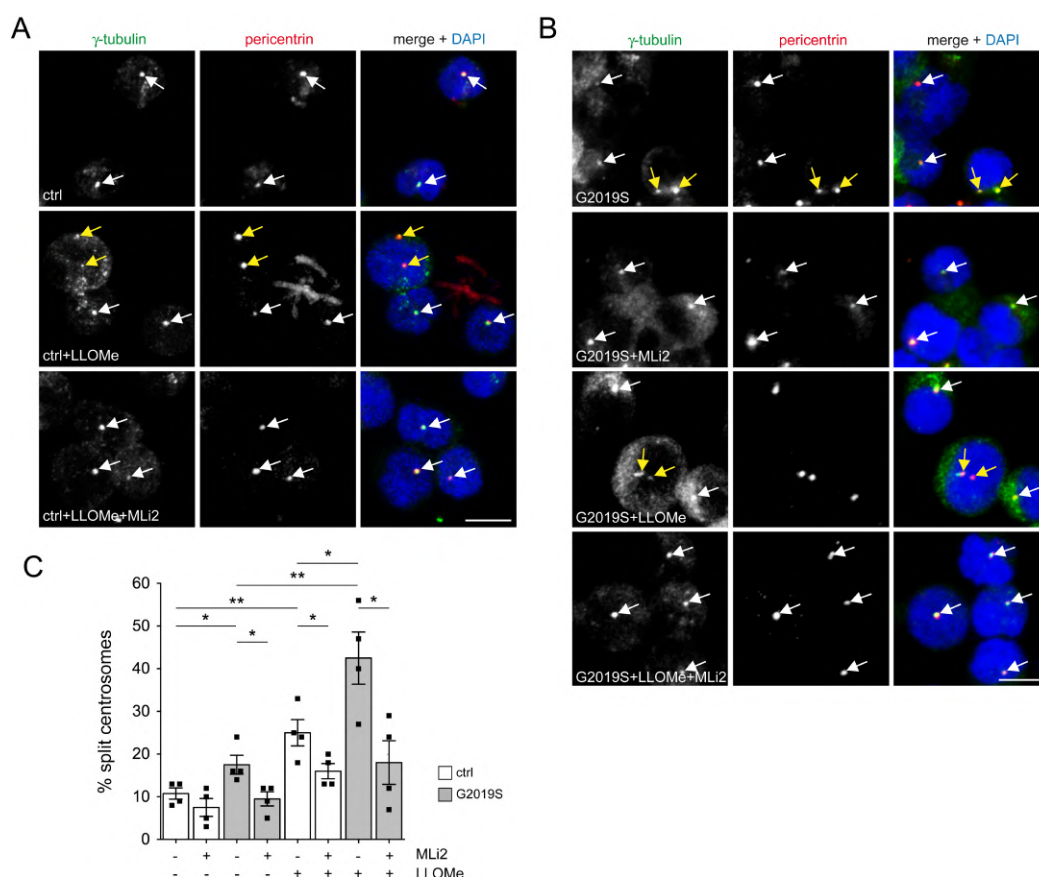 A
γ-tubulin pericentrin merge + DAPI
ctrl
ctrl+LLOMe
ctrl+LLOMe+MLi2
B
γ-tubulin pericentrin merge + DAPI
G2019S
G2019S+MLi2
G2019S+LLOMe
G2019S+LLOMe+MLi2
C
% split centrosomes
60
50
40
30
20
10
0
* ** * * ** * * *
ctrl
G2019S
- + - + - + - + MLi2
- - - - + + + + LLOMe